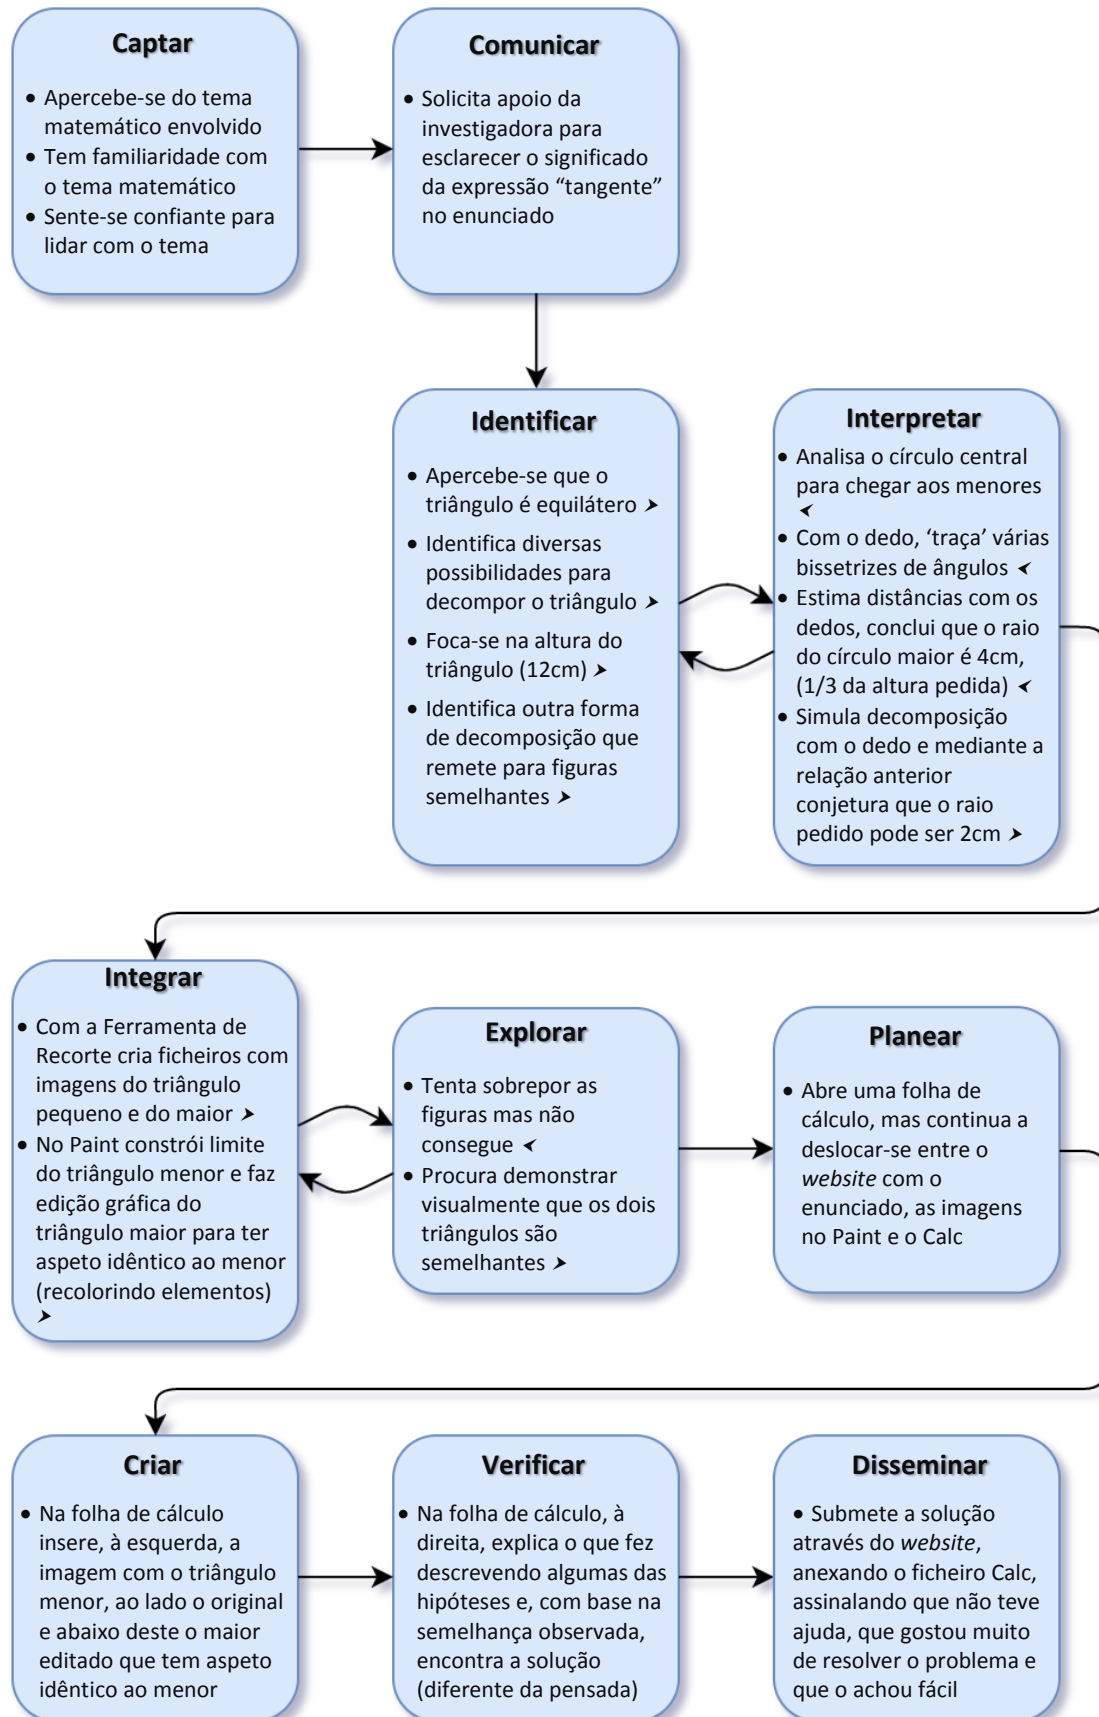 Captar
• Apercebe-se do tema
matemático envolvido
• Tem familiaridade com
o tema matemático
• Sente-se confiante para
lidar com o tema
Comunicar
• Solicita apoio da
investigadora para
esclarecer o significado
da expressão “tangente”
no enunciado
Identificar
• Apercebe-se que o
triângulo é equilátero ➤
• Identifica diversas
possibilidades para
decompor o triângulo ➤
• Foca-se na altura do
triângulo (12cm) ➤
• Identifica outra forma
de decomposição que
remete para figuras
semelhantes ➤
Interpretar
• Analisa o círculo central
para chegar aos menores
⮜
• Com o dedo, ‘traça’ várias
bissetrizes de ângulos ⮜
• Estima distâncias com os
dedos, conclui que o raio
do círculo maior é 4cm,
(1/3 da altura pedida) ⮜
• Simula decomposição
com o dedo e mediante a
relação anterior
conjetura que o raio
pedido pode ser 2cm ➤
Integrar
• Com a Ferramenta de
Recorte cria ficheiros com
imagens do triângulo
pequeno e do maior ➤
• No Paint constrói limite
do triângulo menor e faz
edição gráfica do
triângulo maior para ter
aspeto idêntico ao menor
(recolorindo elementos)
➤
Explorar
• Tenta sobrepor as
figuras mas não
consegue ⮜
• Procura demonstrar
visualmente que os dois
triângulos são
semelhantes ➤
Planear
• Abre uma folha de
cálculo, mas continua a
deslocar-se entre o
website com o
enunciado, as imagens
no Paint e o Calc
Criar
• Na folha de cálculo
insere, à esquerda, a
imagem com o triângulo
menor, ao lado o original
e abaixo deste o maior
editado que tem aspeto
idêntico ao menor
Verificar
• Na folha de cálculo, à
direita, explica o que fez
descrevendo algumas das
hipóteses e, com base na
semelhança observada,
encontra a solução
(diferente da pensada)
Disseminar
• Submete a solução
através do website,
anexando o ficheiro Calc,
assinalando que não teve
ajuda, que gostou muito
de resolver o problema e
que o achou fácil